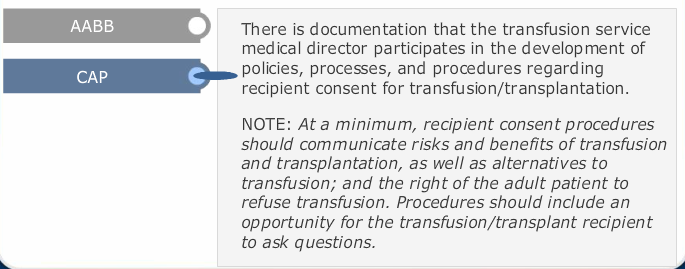 AABB
CAP
There is documentation that the transfusion service
medical director participates in the development of
policies, processes, and procedures regarding
recipient consent for transfusion/transplantation.
NOTE: At a minimum, recipient consent procedures
should communicate risks and benefits of transfusion
and transplantation, as well as alternatives to
transfusion; and the right of the adult patient to
refuse transfusion. Procedures should include an
opportunity for the transfusion/transplant recipient
to ask questions.